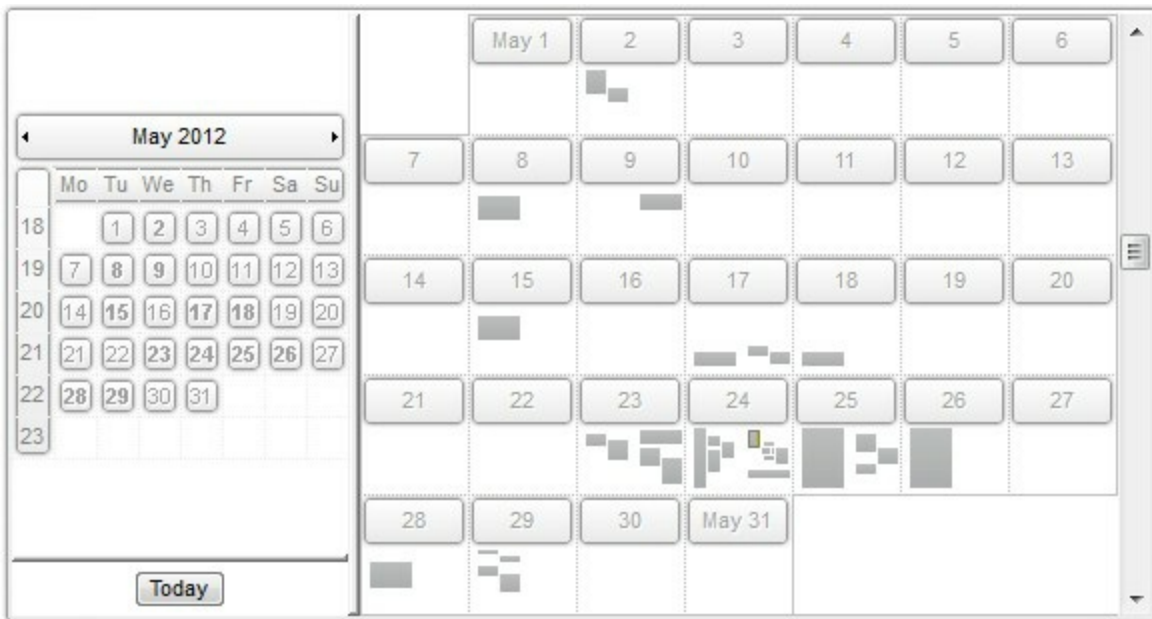 May 2012
Mo Tu We Th Fr Sa Su
18 1 2 3 4 5 6
19 7 8 9 10 11 12 13
20 14 15 16 17 18 19 20
21 21 22 23 24 25 26 27
22 28 29 30 31
23
Today
May 1 2 3 4 5 6
7 8 9 10 11 12 13
14 15 16 17 18 19 20
21 22 23 24 25 26 27
28 29 30 May 31